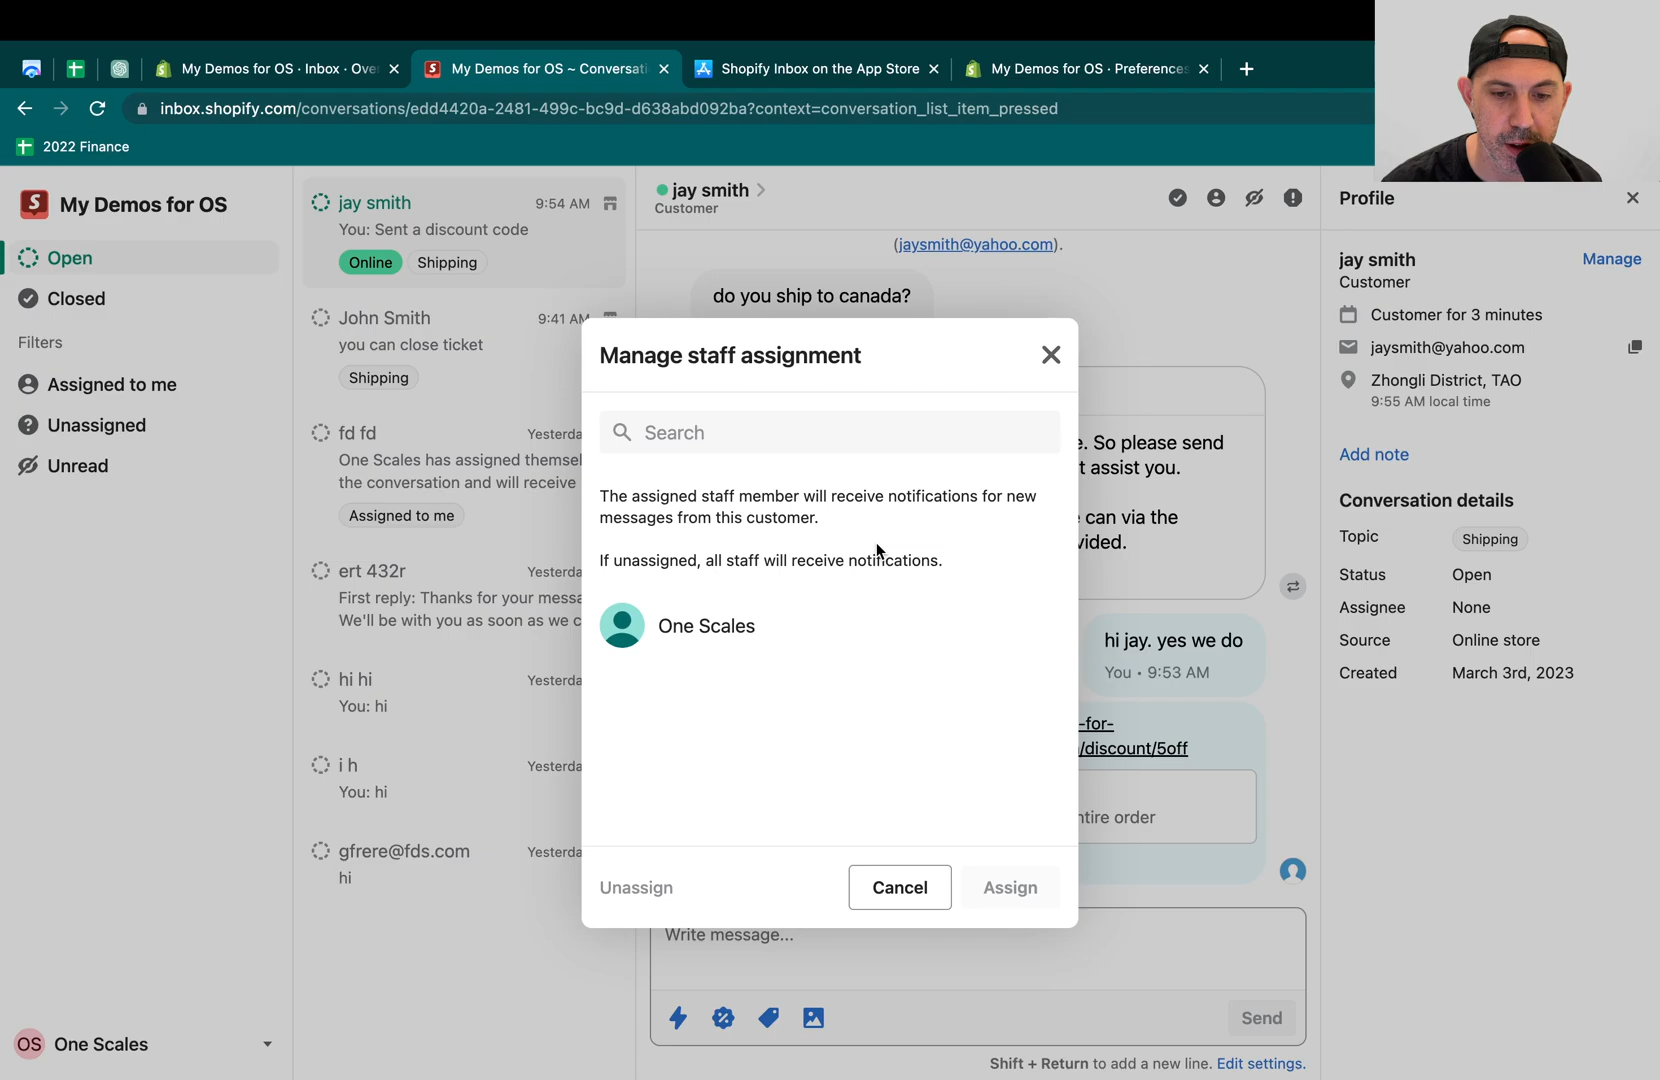 My Demos for OS · Inbox · Ove
My Demos for OS ~ Conversati
Shopify Inbox on the App Store
My Demos for OS · Preferences
inbox.shopify.com/conversations/edd4420a-2481-499c-bc9d-d638abd092ba?context=conversation_list_item_pressed
2022 Finance
My Demos for OS
Open
Closed
Filters
Assigned to me
Unassigned
Unread
OS One Scales
jay smith 9:54 AM
You: Sent a discount code
Online Shipping
John Smith 9:41 AM
you can close ticket
Shipping
fd fd Yesterda
One Scales has assigned themsel
the conversation and will receive
Assigned to me
ert 432r Yesterda
First reply: Thanks for your messa
We'll be with you as soon as we c
hi hi Yesterda
You: hi
i h Yesterda
You: hi
gfrere@fds.com Yesterda
hi
jay smith
Customer
(jaysmith@yahoo.com).
do you ship to canada?
e. So please send
t assist you.
can via the
vided.
hi jay. yes we do
You • 9:53 AM
-for-
/discount/5off
ntire order
Manage staff assignment
Search
The assigned staff member will receive notifications for new
messages from this customer.
If unassigned, all staff will receive notifications.
One Scales
Unassign Cancel Assign
Write message...
Send
Shift + Return to add a new line. Edit settings.
Profile
jay smith Manage
Customer
Customer for 3 minutes
jaysmith@yahoo.com
Zhongli District, TAO
9:55 AM local time
Add note
Conversation details
Topic Shipping
Status Open
Assignee None
Source Online store
Created March 3rd, 2023